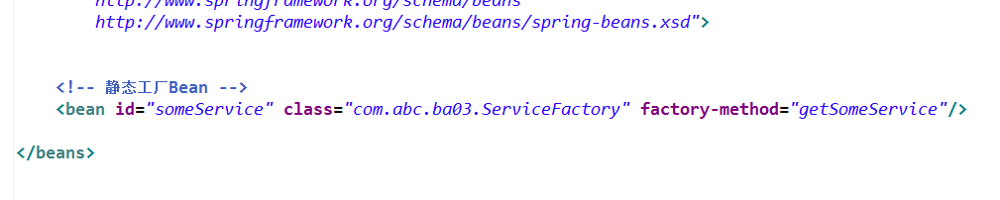 http://www.springframework.org/schema/beans
http://www.springframework.org/schema/beans/spring-beans.xsd">
<!-- 静态工厂Bean -->
<bean id="someService" class="com.abc.ba03.ServiceFactory" factory-method="getSomeService"/>
</beans>